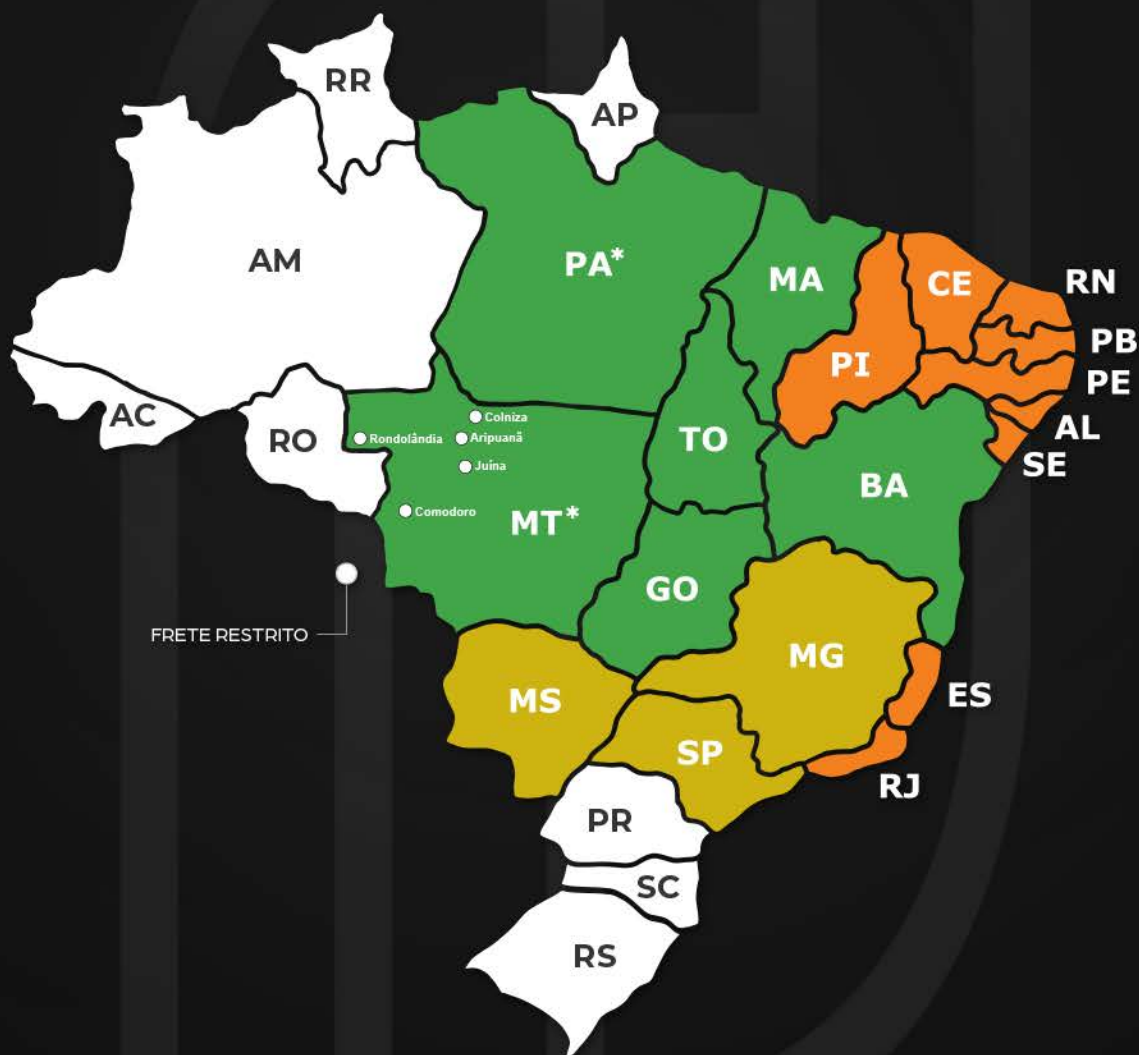 RR
AP
AM
PA*
MA
CE
RN
PI
PB
PE
AC
RO
Colniza
Rondolândia
Aripuanã
TO
AL
Juína
SE
BA
Comodoro
MT*
GO
FRETE RESTRITO
MG
MS
ES
SP
RJ
PR
SC
RS